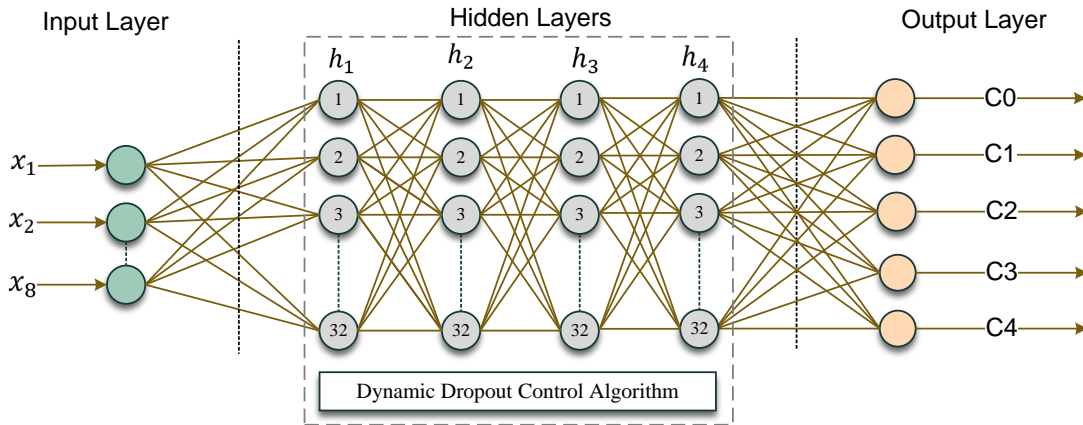 Input Layer
Hidden Layers
Output Layer
h₁ h₂ h₃ h₄
1 1 1 1
2 2 2 2
3 3 3 3
32 32 32 32
x₁
x₂
x₈
C0
C1
C2
C3
C4
Dynamic Dropout Control Algorithm